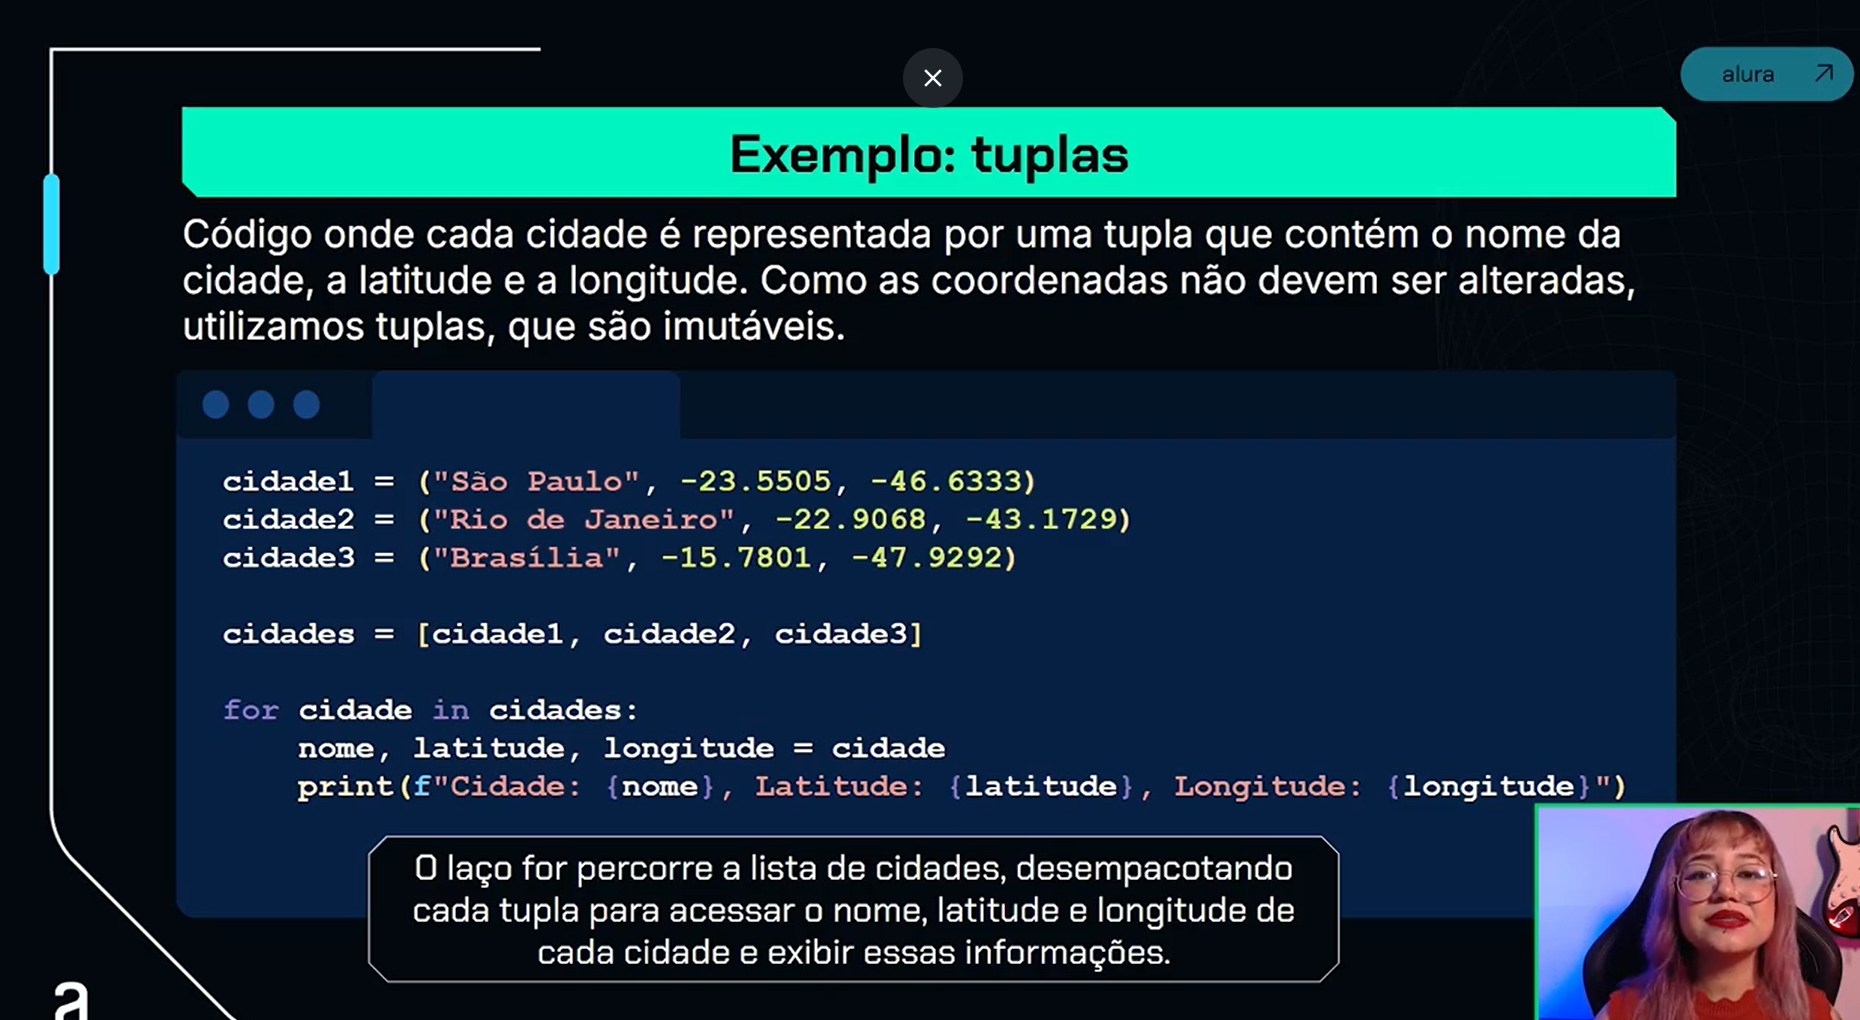 alura
Exemplo: tuplas
Código onde cada cidade é representada por uma tupla que contém o nome da
cidade, a latitude e a longitude. Como as coordenadas não devem ser alteradas,
utilizamos tuplas, que são imutáveis.
cidade1 = ("São Paulo", -23.5505, -46.6333)
cidade2 = ("Rio de Janeiro", -22.9068, -43.1729)
cidade3 = ("Brasília", -15.7801, -47.9292)
cidades = [cidade1, cidade2, cidade3]
for cidade in cidades:
    nome, latitude, longitude = cidade
    print(f"Cidade: {nome}, Latitude: {latitude}, Longitude: {longitude}")
O laço for percorre a lista de cidades, desempacotando
cada tupla para acessar o nome, latitude e longitude de
cada cidade e exibir essas informações.
a